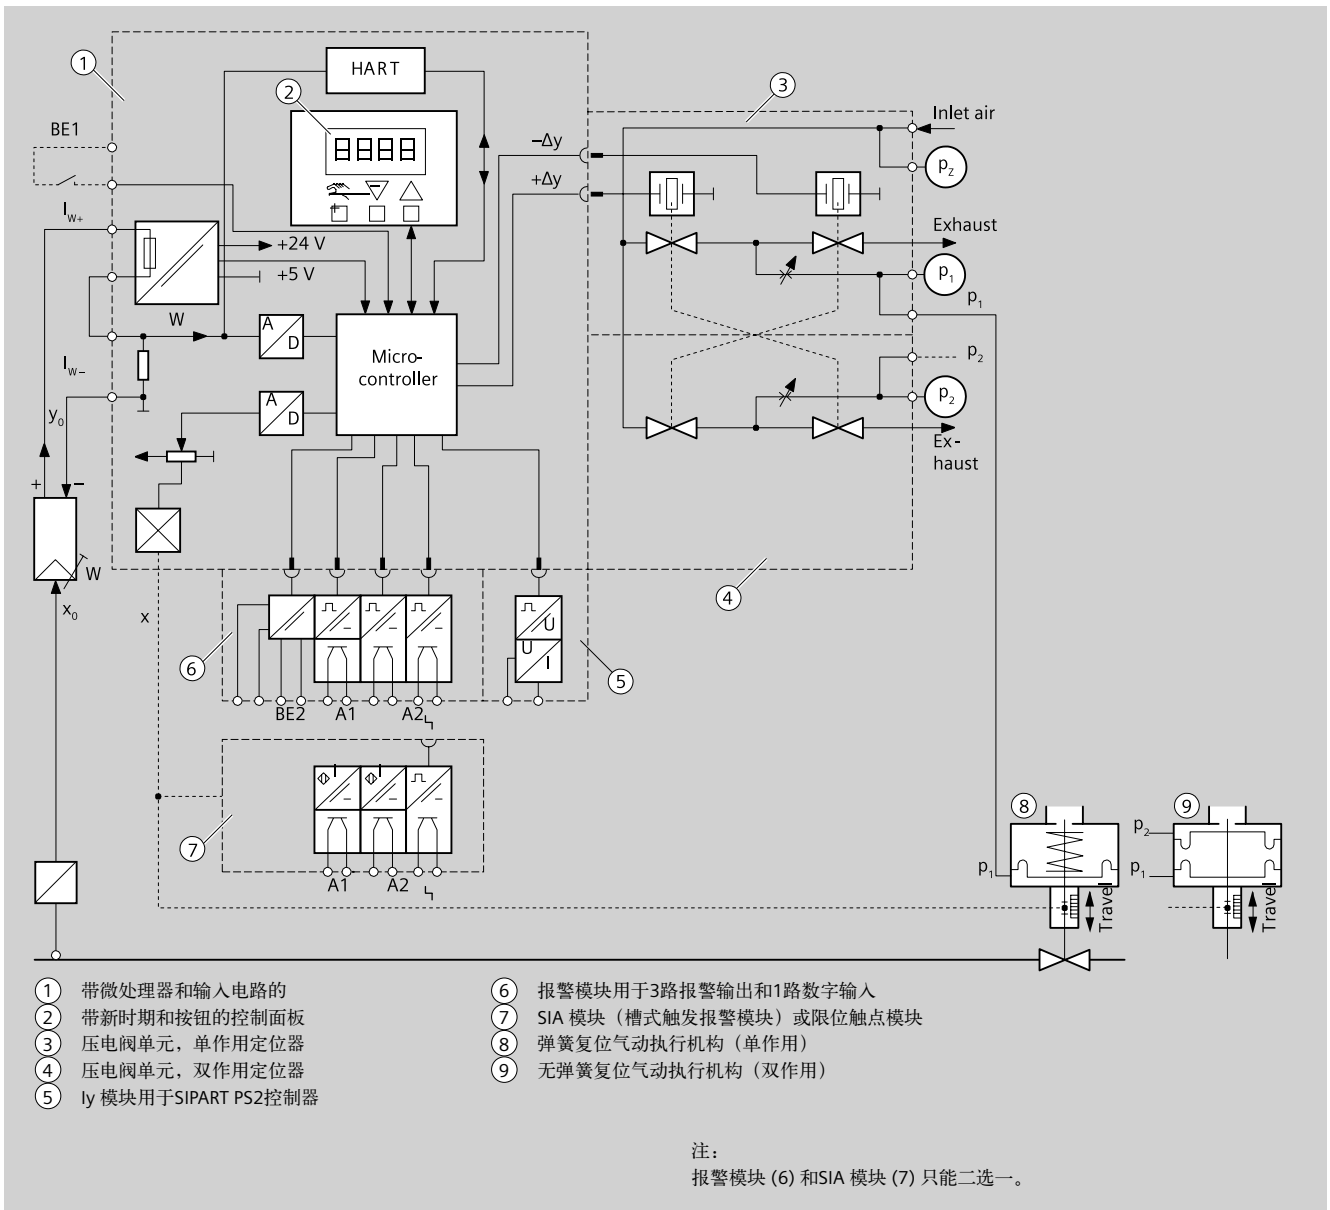 1
HART
2
3
Inlet air
BE1
8888
−Δy
pZ
+Δy
Iw+
+24 V
Exhaust
+5 V
p1
p1
W
A
D
Micro-
controller
p2
Iw−
A
D
p2
y0
Ex-
haust
+
−
W
4
x0
x
U
6
U
I
5
BE2
A1
A2
7
A1
A2
8
9
p2
p1
p1
Travel
Travel
1 带微处理器和输入电路的
2 带新时期和按钮的控制面板
3 压电阀单元，单作用定位器
4 压电阀单元，双作用定位器
5 Iy 模块用于SIPART PS2控制器
6 报警模块用于3路报警输出和1路数字输入
7 SIA 模块（槽式触发报警模块）或限位触点模块
8 弹簧复位气动执行机构（单作用）
9 无弹簧复位气动执行机构（双作用）
注：
报警模块 (6) 和SIA 模块 (7) 只能二选一。